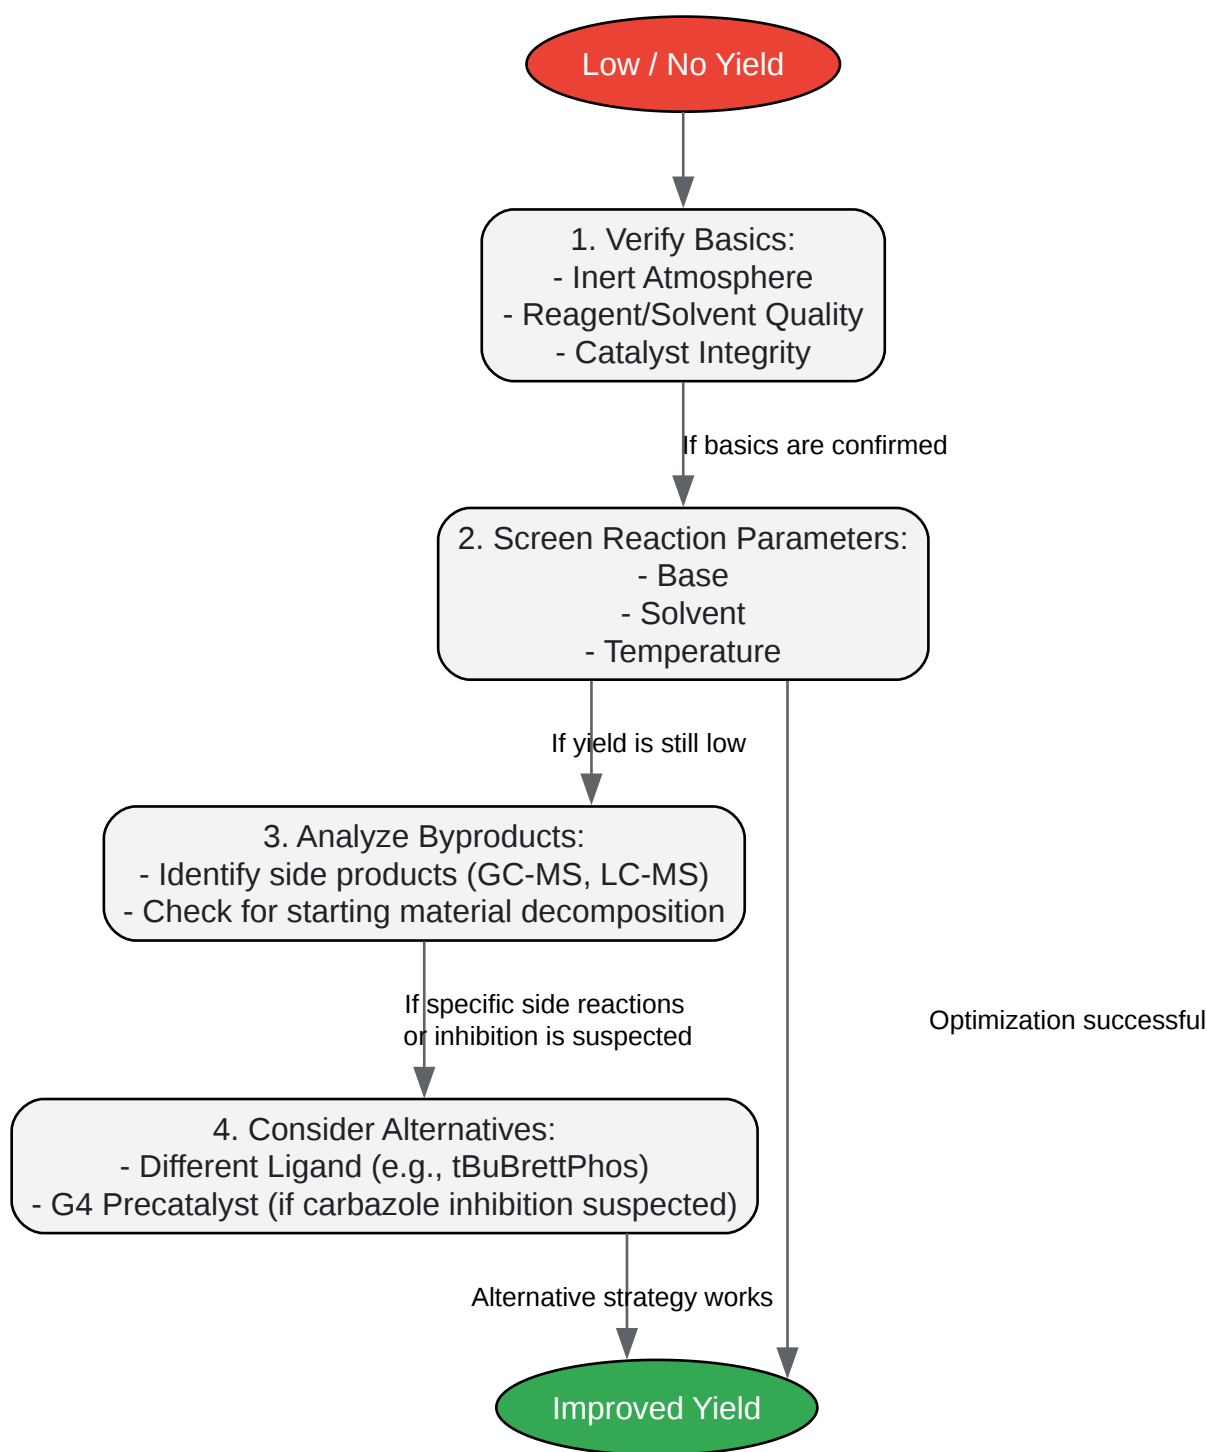 Low / No Yield
1. Verify Basics:
- Inert Atmosphere
- Reagent/Solvent Quality
- Catalyst Integrity
If basics are confirmed
2. Screen Reaction Parameters:
- Base
- Solvent
- Temperature
If yield is still low
3. Analyze Byproducts:
- Identify side products (GC-MS, LC-MS)
- Check for starting material decomposition
If specific side reactions
or inhibition is suspected
Optimization successful
4. Consider Alternatives:
- Different Ligand (e.g., tBuBrettPhos)
- G4 Precatalyst (if carbazole inhibition suspected)
Alternative strategy works
Improved Yield